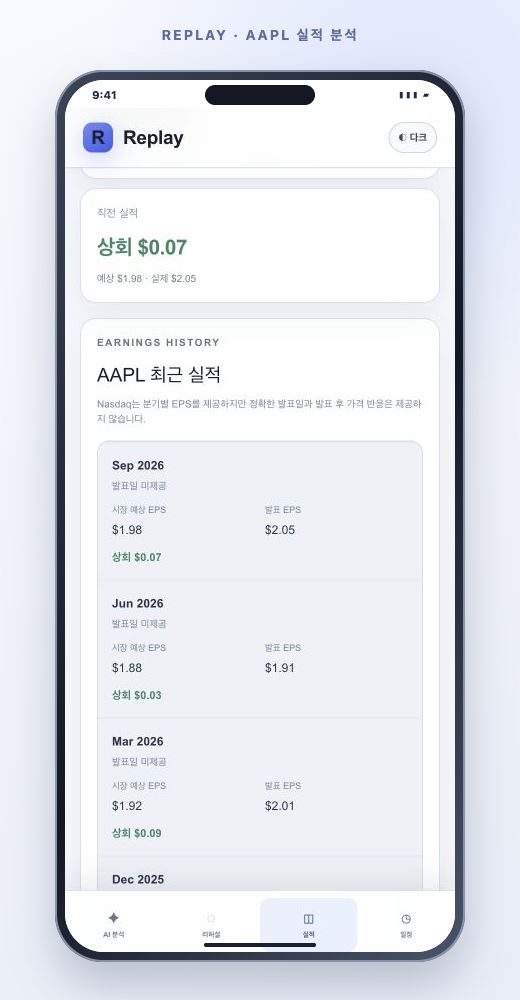 REPLAY · AAPL 실적 분석
9:41
R Replay
다크
직전 실적
상회 $0.07
예상 $1.98 · 실제 $2.05
EARNINGS HISTORY
AAPL 최근 실적
Nasdaq는 분기별 EPS를 제공하지만 정확한 발표일과 발표 후 가격 반응은 제공하
지 않습니다.
Sep 2026
발표일 미제공
시장 예상 EPS 발표 EPS
$1.98 $2.05
상회 $0.07
Jun 2026
발표일 미제공
시장 예상 EPS 발표 EPS
$1.88 $1.91
상회 $0.03
Mar 2026
발표일 미제공
시장 예상 EPS 발표 EPS
$1.92 $2.01
상회 $0.09
Dec 2025
AI 분석 리허설 실적 일정